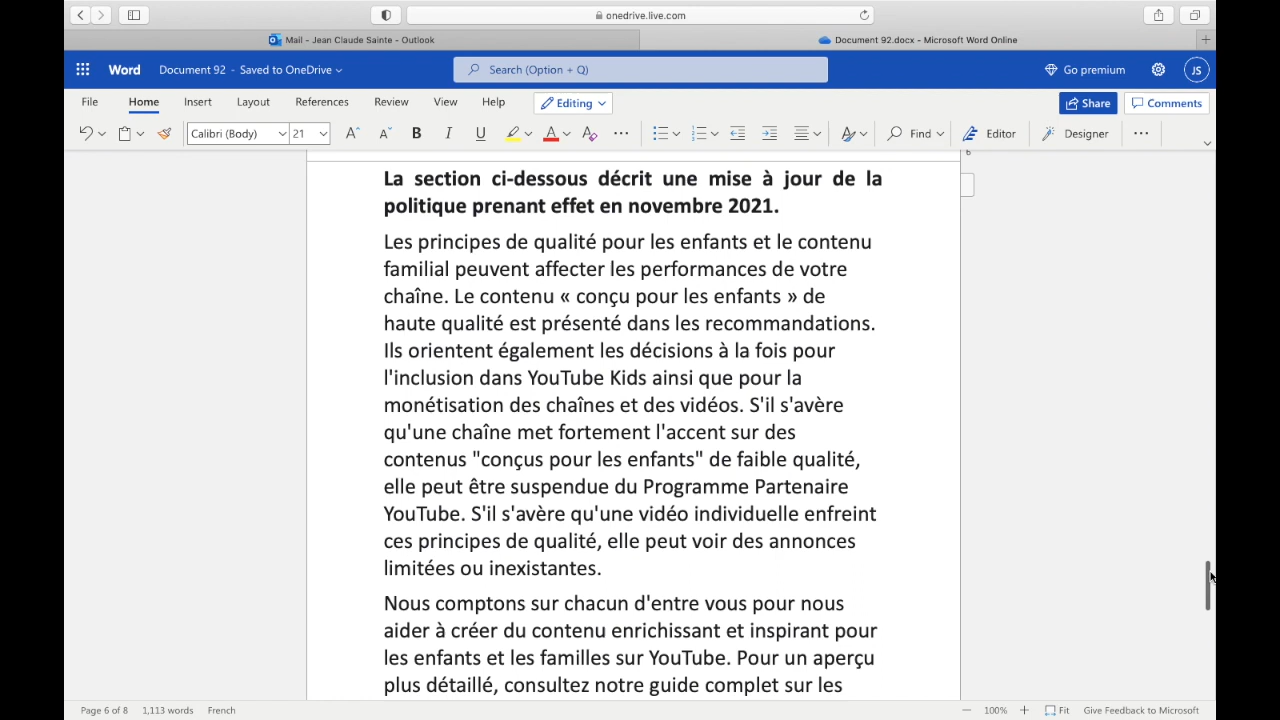 onedrive.live.com
Mail - Jean Claude Sainte - Outlook
Document 92.docx - Microsoft Word Online
Word
Document 92 - Saved to OneDrive
Search (Option + Q)
Go premium
JS
File Home Insert Layout References Review View Help Editing Share Comments
Calibri (Body) 21 A A B I U A A Find Editor Designer
6
La section ci-dessous décrit une mise à jour de la
politique prenant effet en novembre 2021.
Les principes de qualité pour les enfants et le contenu
familial peuvent affecter les performances de votre
chaîne. Le contenu « conçu pour les enfants » de
haute qualité est présenté dans les recommandations.
Ils orientent également les décisions à la fois pour
l'inclusion dans YouTube Kids ainsi que pour la
monétisation des chaînes et des vidéos. S'il s'avère
qu'une chaîne met fortement l'accent sur des
contenus "conçus pour les enfants" de faible qualité,
elle peut être suspendue du Programme Partenaire
YouTube. S'il s'avère qu'une vidéo individuelle enfreint
ces principes de qualité, elle peut voir des annonces
limitées ou inexistantes.
Nous comptons sur chacun d'entre vous pour nous
aider à créer du contenu enrichissant et inspirant pour
les enfants et les familles sur YouTube. Pour un aperçu
plus détaillé, consultez notre guide complet sur les
Page 6 of 8 1,113 words French 100% Fit Give Feedback to Microsoft